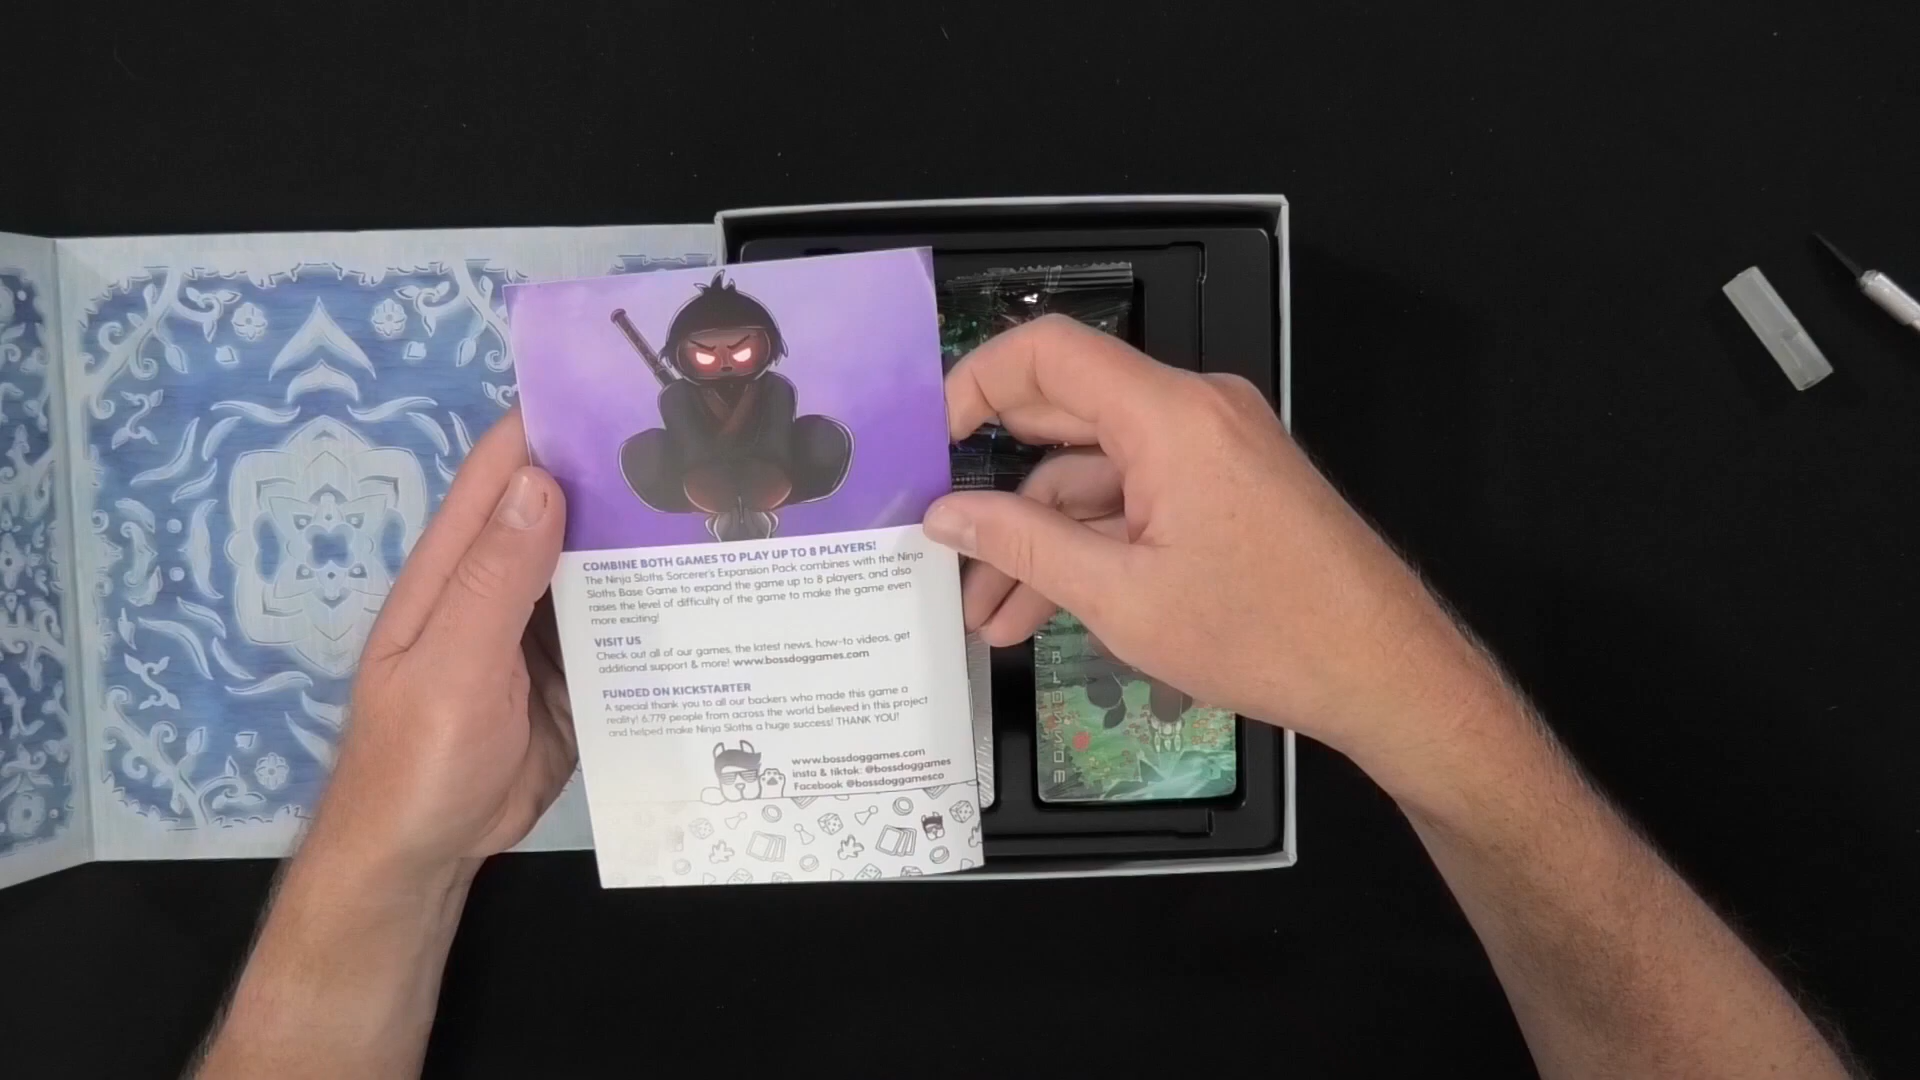 COMBINE BOTH GAMES TO PLAY UP TO 8 PLAYERS!
The Ninja Sloths Sorcerer's Expansion Pack combines with the Ninja
Sloths Base Game to expand the game up to 8 players, and also
raises the level of difficulty of the game to make the game even
more exciting!
VISIT US
Check out all of our games, the latest news, how-to videos, get
additional support & more! www.bossdoggames.com
FUNDED ON KICKSTARTER
A special thank you to all our backers who made this game a
reality! 6,779 people from across the world believed in this project
and helped make Ninja Sloths a huge success! THANK YOU!
www.bossdoggames.com
insta & tiktok: @bossdoggames
Facebook @bossdoggamesco
BLOSSOM